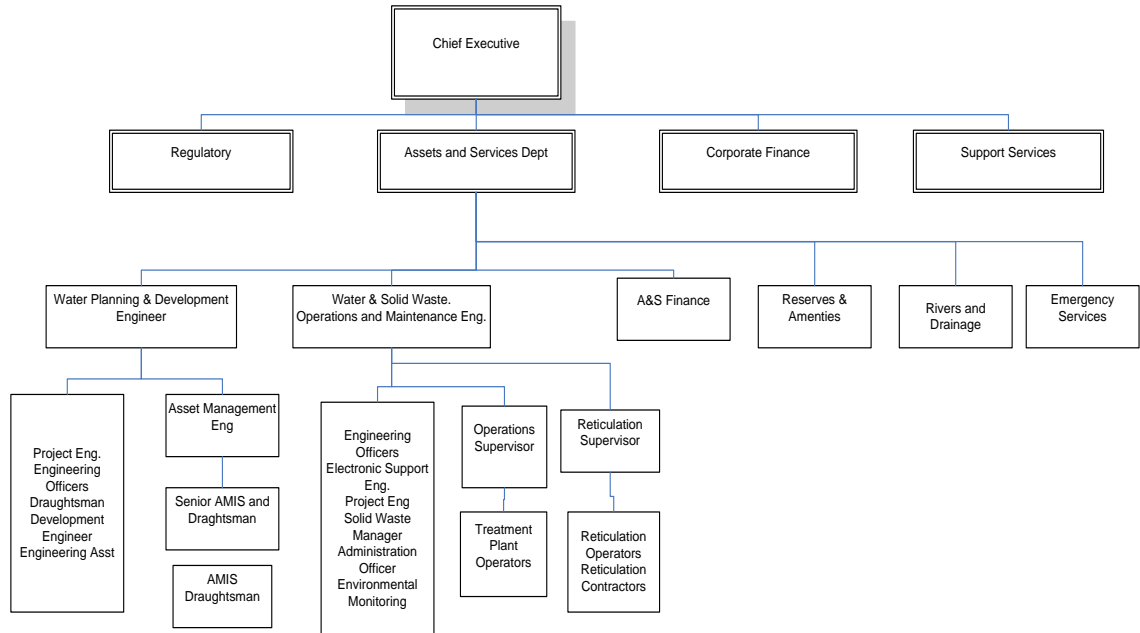 Chief Executive
Regulatory
Assets and Services Dept
Corporate Finance
Support Services
Water Planning & Development
Engineer
Water & Solid Waste.
Operations and Maintenance Eng.
A&S Finance
Reserves &
Amenties
Rivers and
Drainage
Emergency
Services
Project Eng.
Engineering
Officers
Draughtsman
Development
Engineer
Engineering Asst
Asset Management
Eng
Senior AMIS and
Draghtsman
AMIS
Draughtsman
Engineering
Officers
Electronic Support
Eng.
Project Eng
Solid Waste
Manager
Administration
Officer
Environmental
Monitoring
Operations
Supervisor
Treatment
Plant
Operators
Reticulation
Supervisor
Reticulation
Operators
Reticulation
Contractors